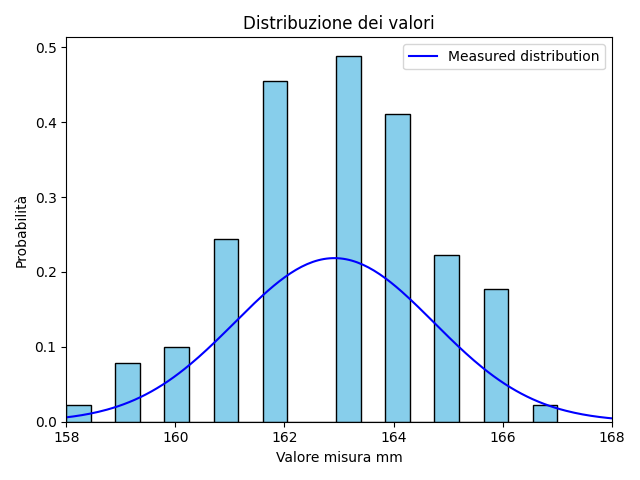 Distribuzione dei valori
Measured distribution
0.5
0.4
0.3
0.2
0.1
0.0
Probabilità
158 160 162 164 166 168
Valore misura mm